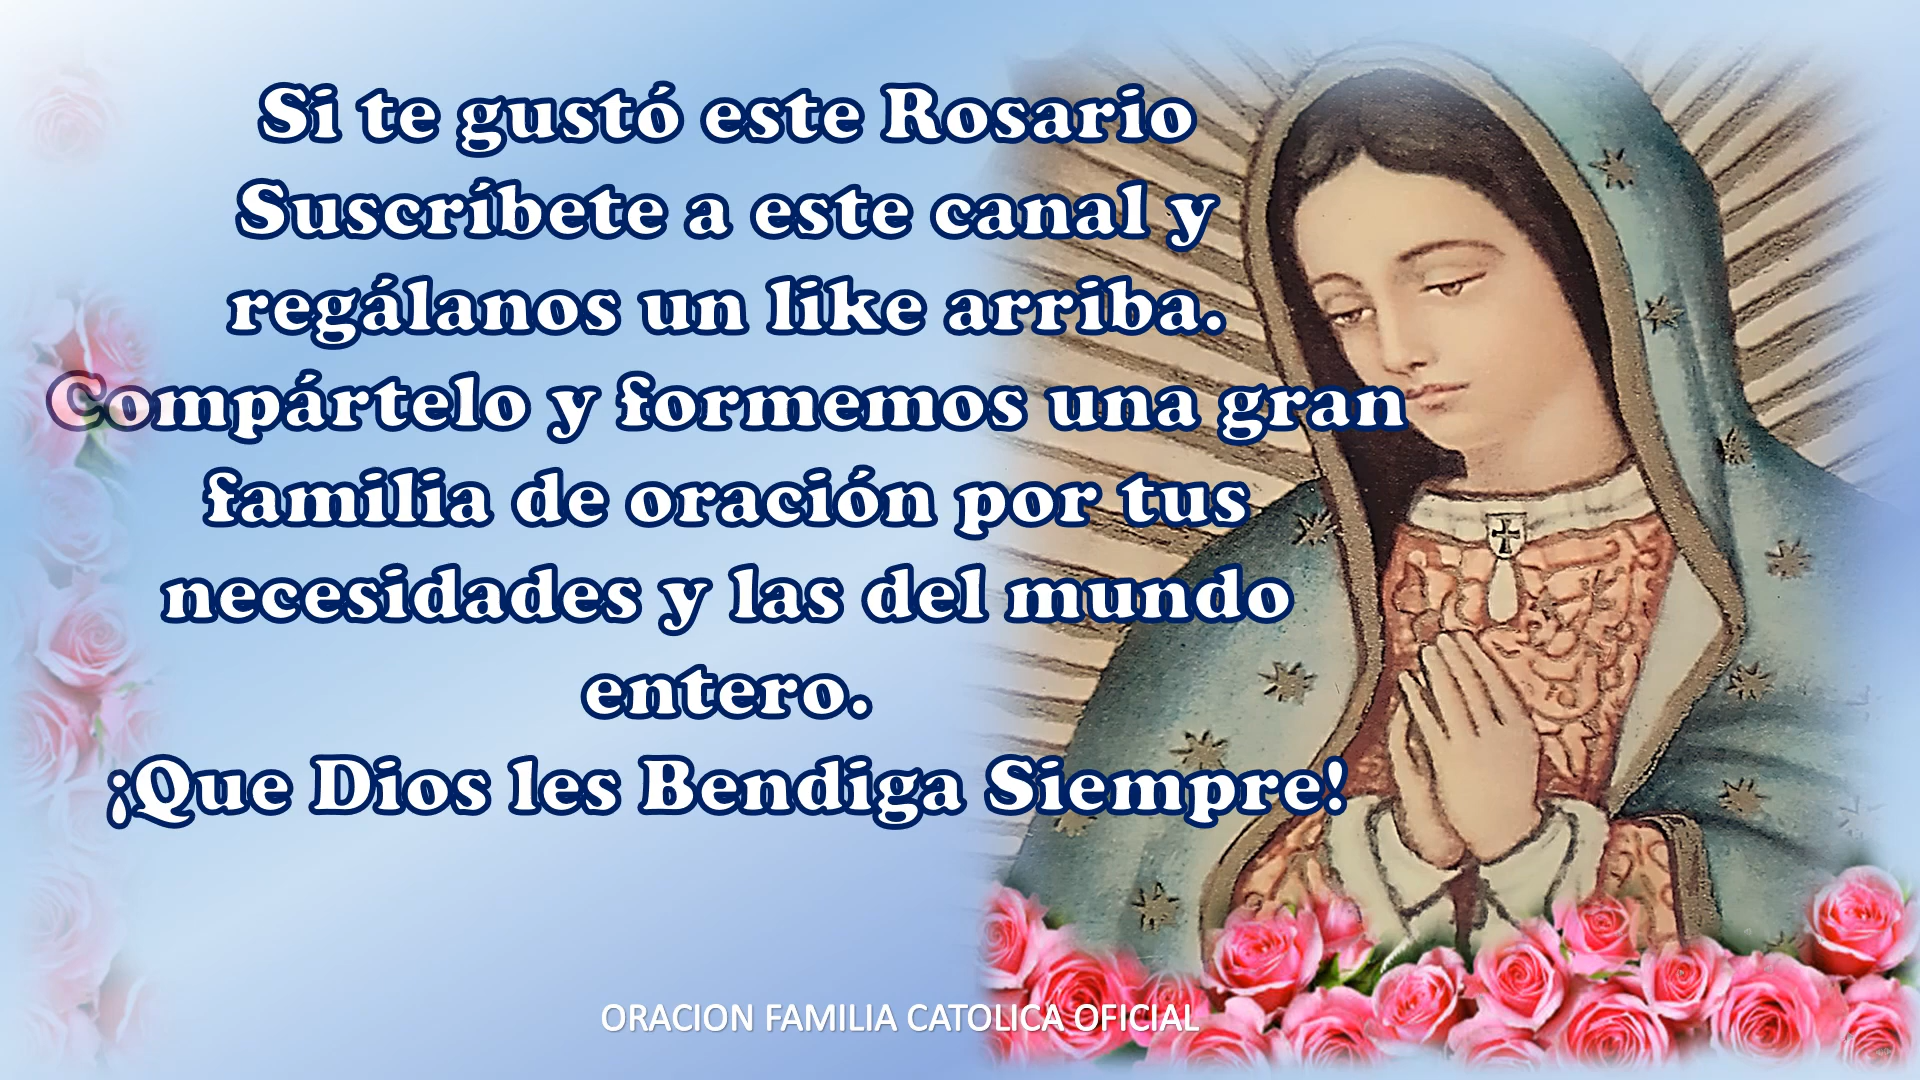 Si te gustó este Rosario
Suscríbete a este canal y
regálanos un like arriba.
Compártelo y formemos una gran
familia de oración por tus
necesidades y las del mundo
entero.
¡Que Dios les Bendiga Siempre!
ORACION FAMILIA CATOLICA OFICIAL